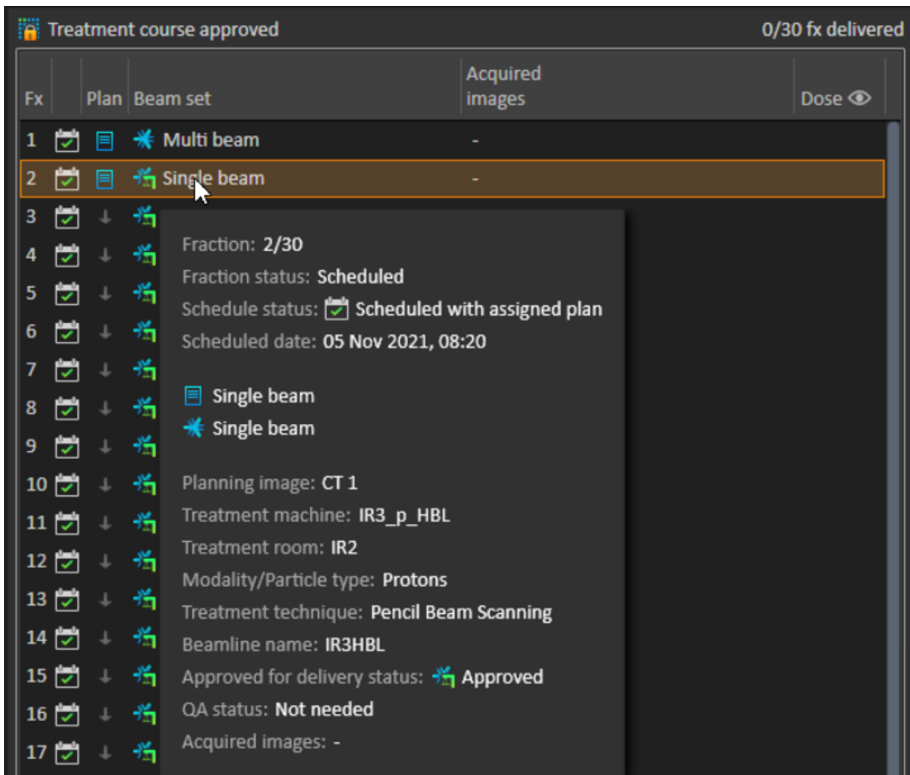 Treatment course approved 0/30 fx delivered
Acquired
Fx Plan Beam set images Dose
1 Multi beam -
2 Single beam -
3
Fraction: 2/30
4
Fraction status: Scheduled
5
Schedule status: Scheduled with assigned plan
6
Scheduled date: 05 Nov 2021, 08:20
7
Single beam
8
Single beam
9
10 Planning image: CT 1
11 Treatment machine: IR3_p_HBL
Treatment room: IR2
12
Modality/Particle type: Protons
13
Treatment technique: Pencil Beam Scanning
14 Beamline name: IR3HBL
15 Approved for delivery status: Approved
16 QA status: Not needed
17 Acquired images: -